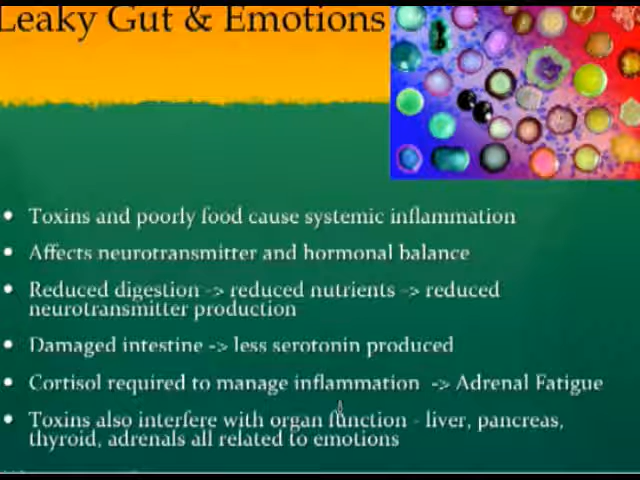 Leaky Gut & Emotions
• Toxins and poorly food cause systemic inflammation
• Affects neurotransmitter and hormonal balance
• Reduced digestion -> reduced nutrients -> reduced
neurotransmitter production
• Damaged intestine -> less serotonin produced
• Cortisol required to manage inflammation -> Adrenal Fatigue
• Toxins also interfere with organ function - liver, pancreas,
thyroid, adrenals all related to emotions